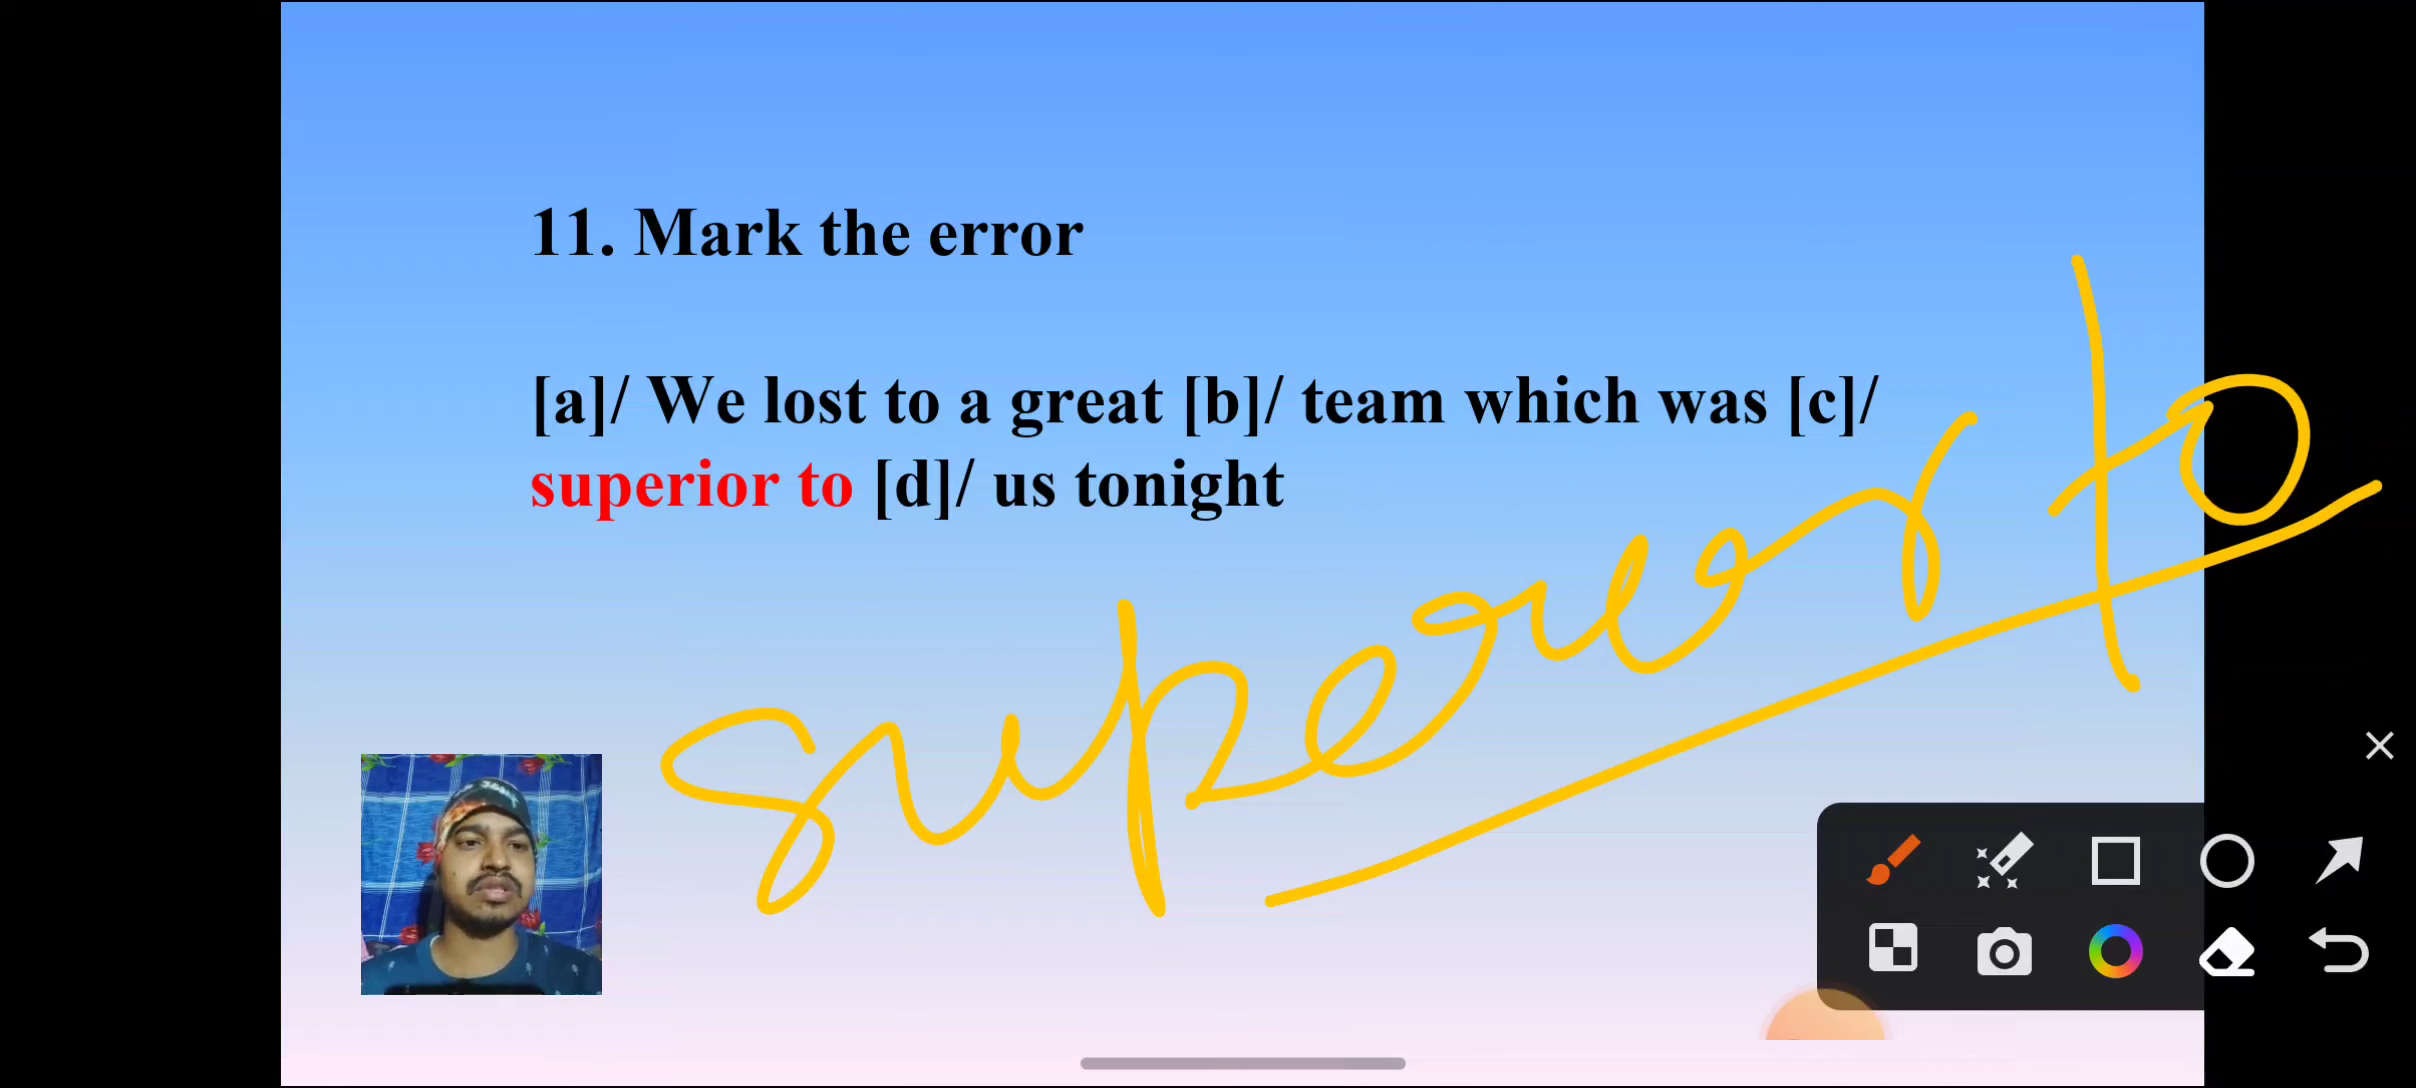 11. Mark the error
[a]/ We lost to a great [b]/ team which was [c]/
superior to [d]/ us tonight
superior to